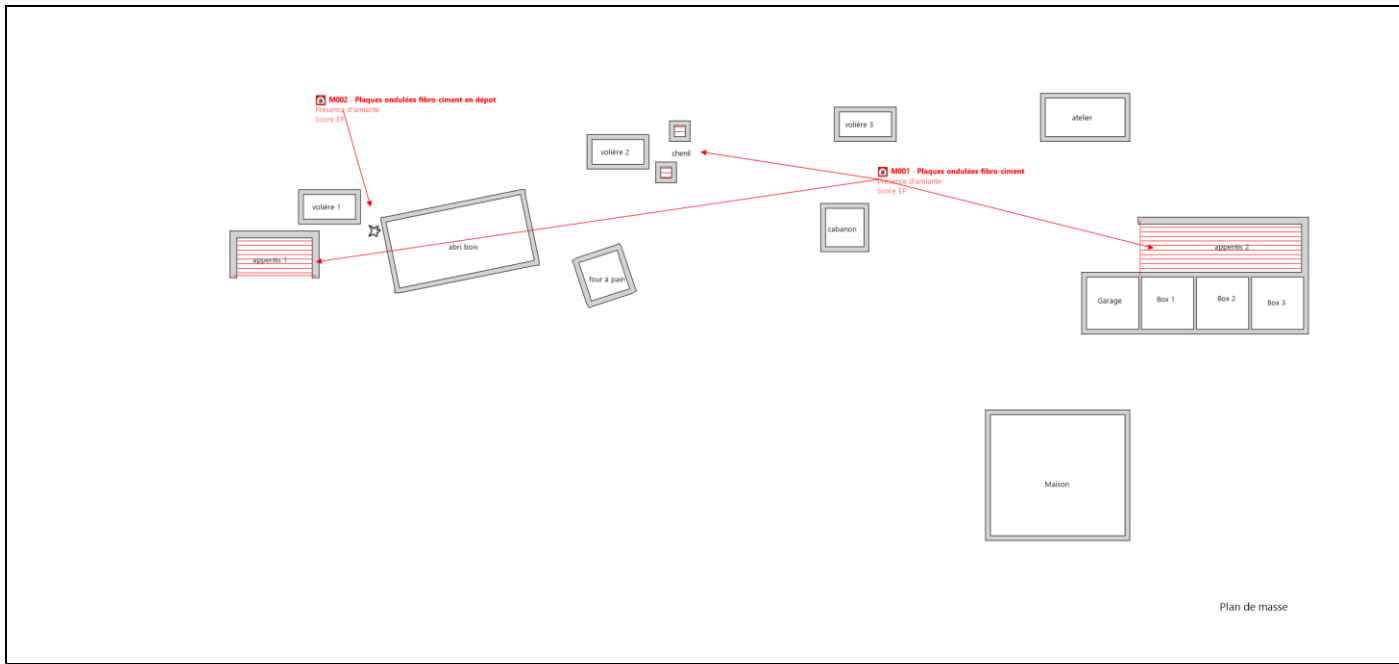 M002 - Plaques ondulées fibro-ciment en dépôt
Présence d'amiante
Score EP
volière 3
atelier
volière 2
chenil
M001 - Plaques ondulées fibro-ciment
Présence d'amiante
Score EP
volière 1
cabanon
abri bois
appentis 2
appentis 1
four à pain
Garage
Box 1
Box 2
Box 3
Maison
Plan de masse